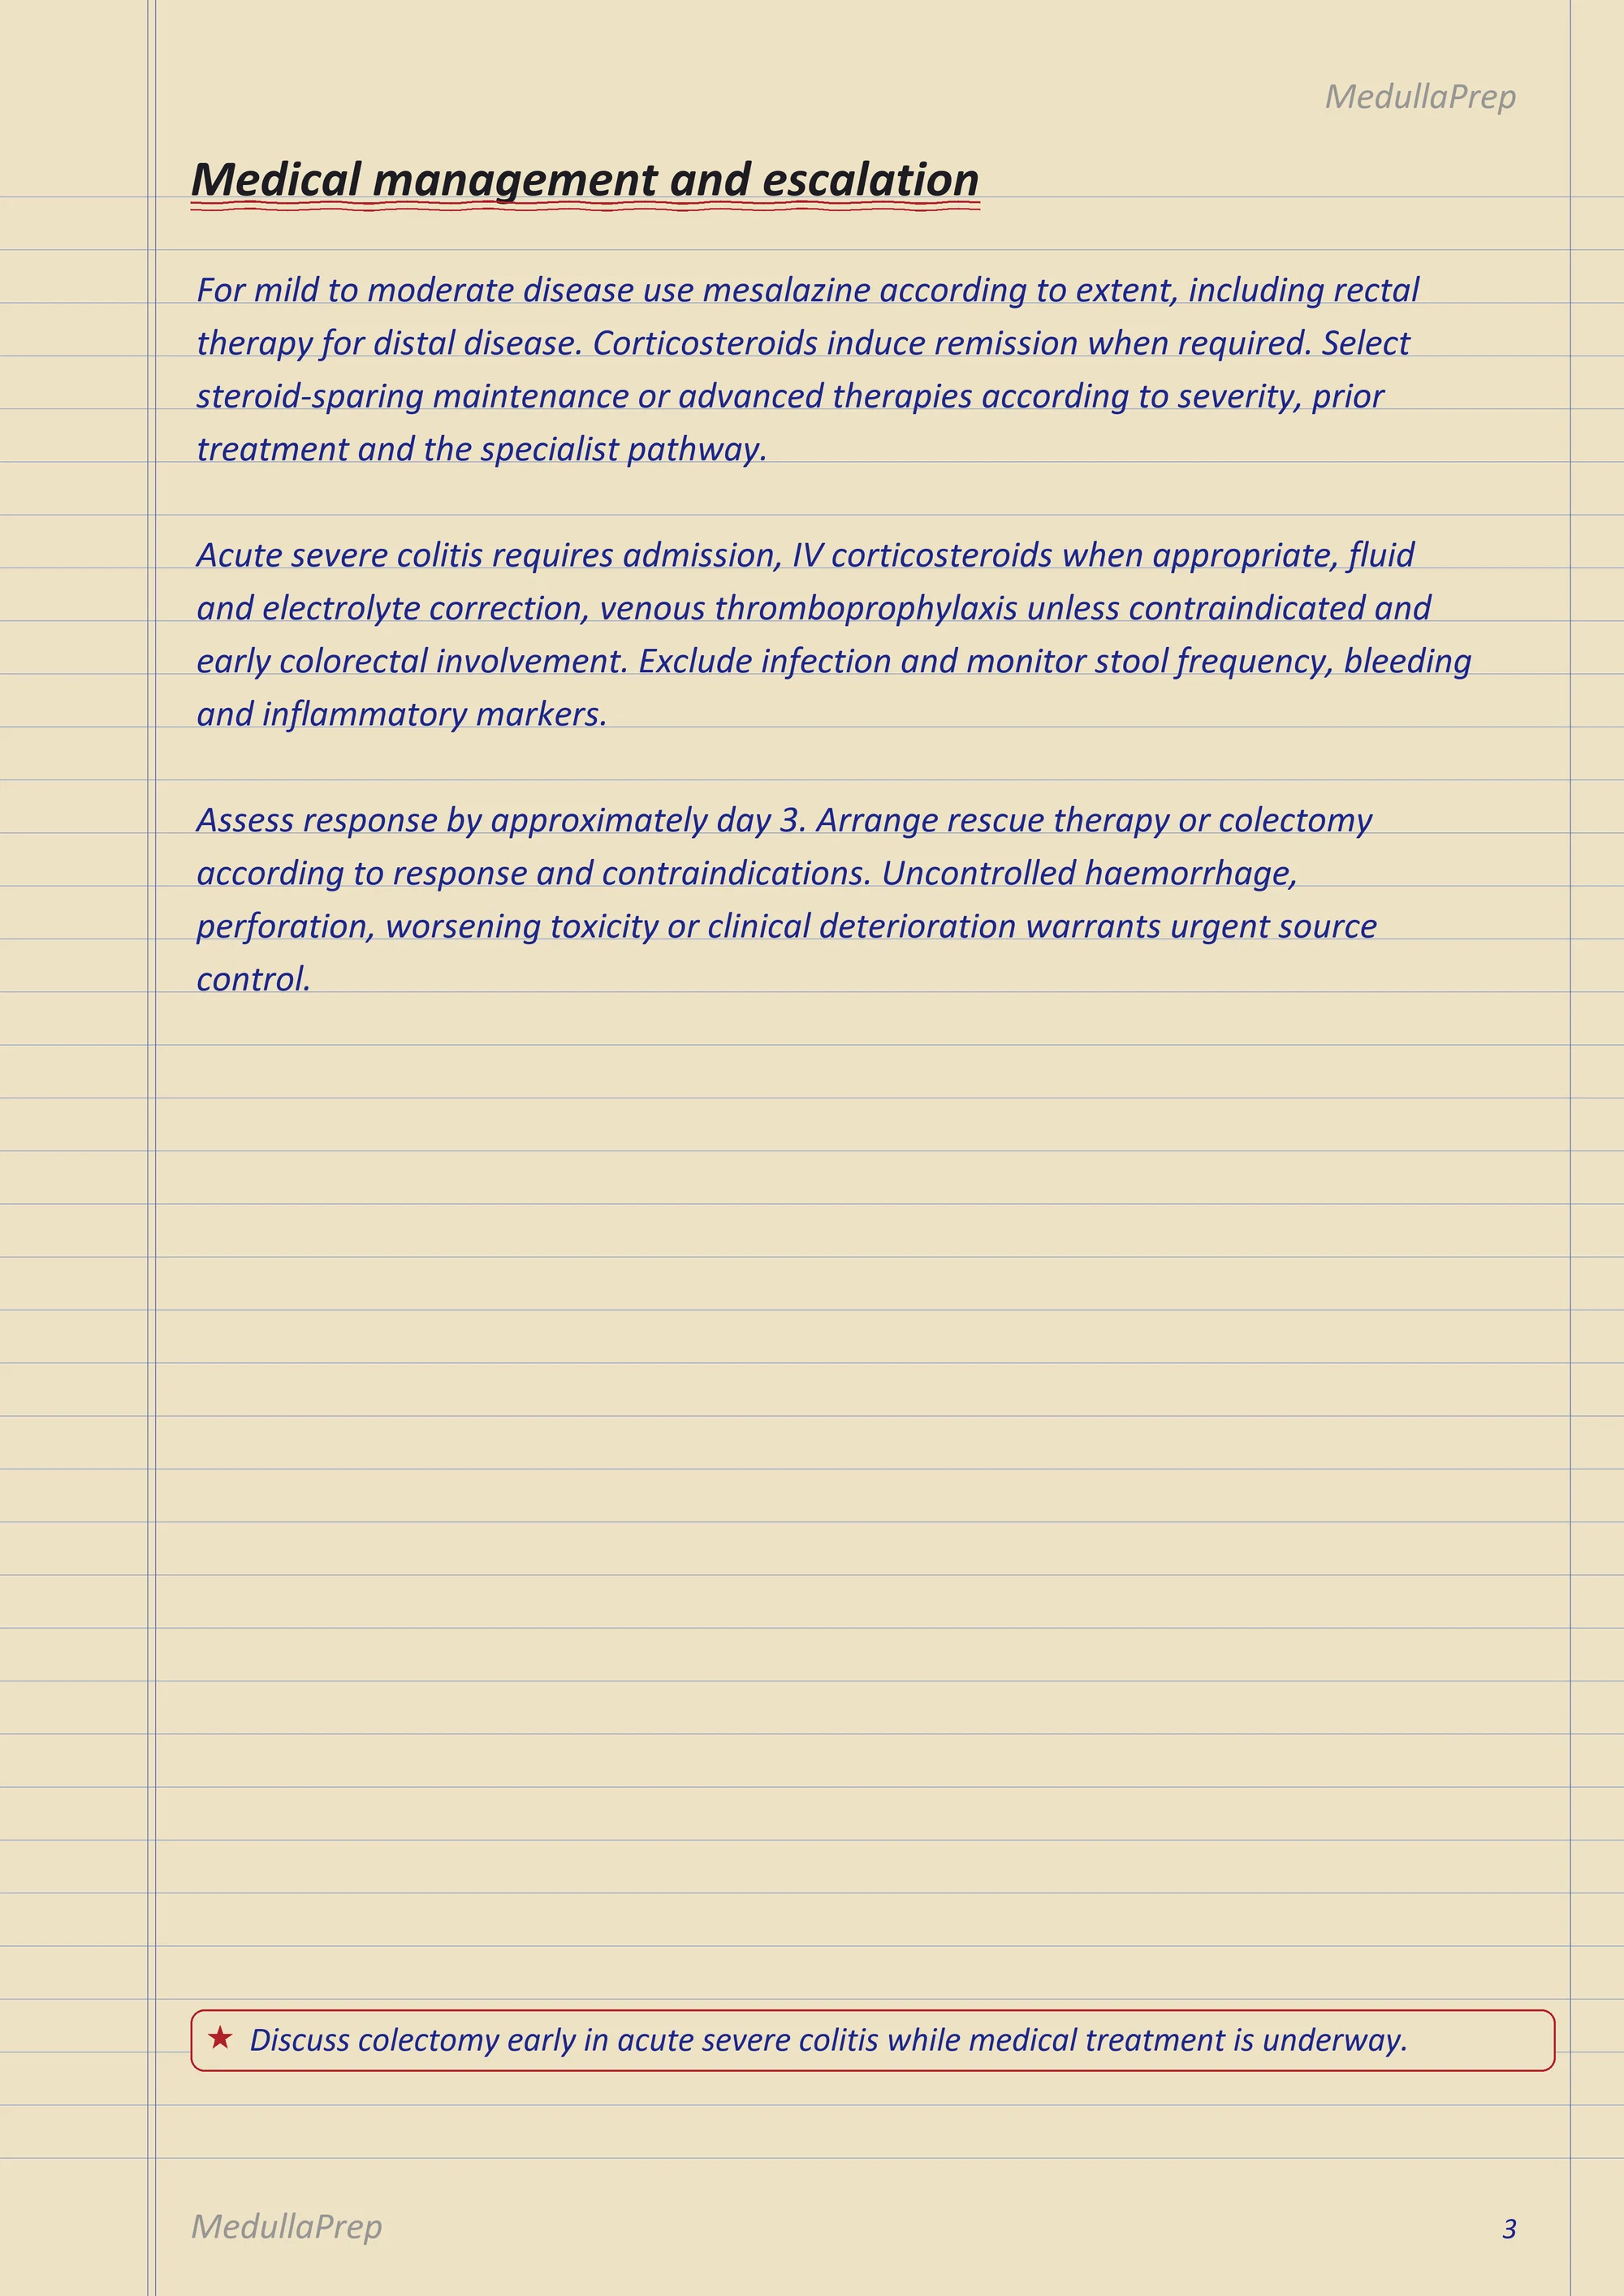 MedullaPrep
Medical management and escalation
For mild to moderate disease use mesalazine according to extent, including rectal
therapy for distal disease. Corticosteroids induce remission when required. Select
steroid-sparing maintenance or advanced therapies according to severity, prior
treatment and the specialist pathway.
Acute severe colitis requires admission, IV corticosteroids when appropriate, fluid
and electrolyte correction, venous thromboprophylaxis unless contraindicated and
early colorectal involvement. Exclude infection and monitor stool frequency, bleeding
and inflammatory markers.
Assess response by approximately day 3. Arrange rescue therapy or colectomy
according to response and contraindications. Uncontrolled haemorrhage,
perforation, worsening toxicity or clinical deterioration warrants urgent source
control.
★ Discuss colectomy early in acute severe colitis while medical treatment is underway.
MedullaPrep
3